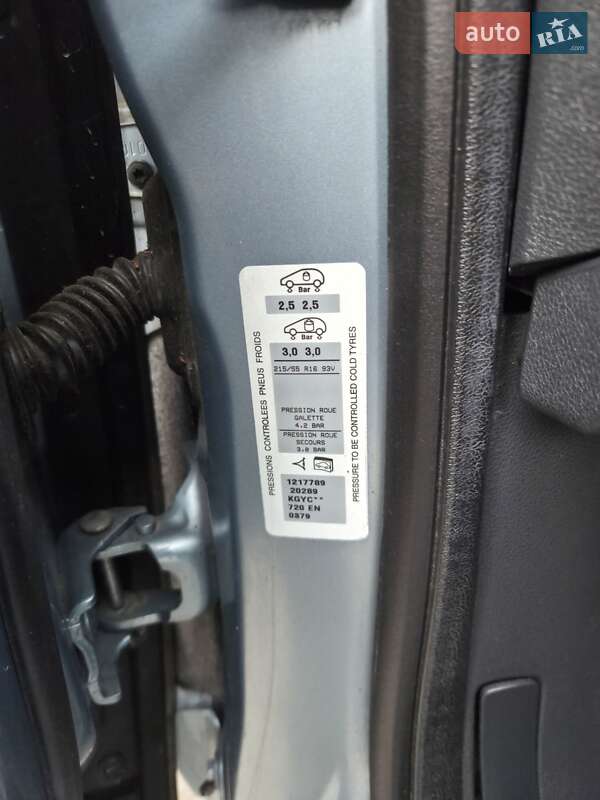 auto RIA
.com
Bar
2,5 2,5
Bar
3,0 3,0
215/55 R16 93V
PRESSION ROUE
GALETTE
4.2 BAR
PRESSION ROUE
SECOURS
3.0 BAR
1217789
20289
KGYC**
720 EN
0379
PRESSIONS CONTROLEES PNEUS FROIDS
PRESSURE TO BE CONTROLLED COLD TYRES